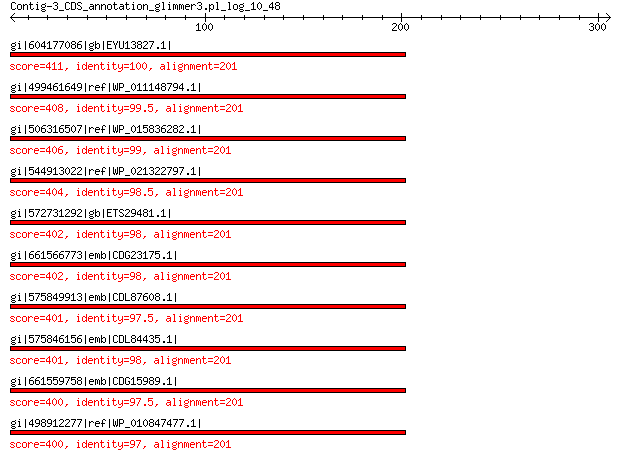 Contig-3_CDS_annotation_glimmer3.pl_log_10_48
100 200 300
gi|604177086|gb|EYU13827.1|
score=411, identity=100, alignment=201
gi|499461649|ref|WP_011148794.1|
score=408, identity=99.5, alignment=201
gi|506316507|ref|WP_015836282.1|
score=406, identity=99, alignment=201
gi|544913022|ref|WP_021322797.1|
score=404, identity=98.5, alignment=201
gi|572731292|gb|ETS29481.1|
score=402, identity=98, alignment=201
gi|661566773|emb|CDG23175.1|
score=402, identity=98, alignment=201
gi|575849913|emb|CDL87608.1|
score=401, identity=97.5, alignment=201
gi|575846156|emb|CDL84435.1|
score=401, identity=98, alignment=201
gi|661559758|emb|CDG15989.1|
score=400, identity=97.5, alignment=201
gi|498912277|ref|WP_010847477.1|
score=400, identity=97, alignment=201